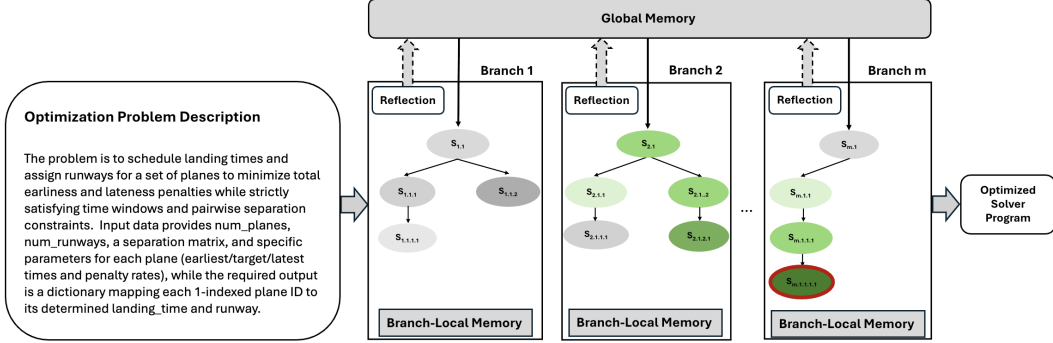 Global Memory
Optimization Problem Description
The problem is to schedule landing times and
assign runways for a set of planes to minimize total
earliness and lateness penalties while strictly
satisfying time windows and pairwise separation
constraints. Input data provides num_planes,
num_runways, a separation matrix, and specific
parameters for each plane (earliest/target/latest
times and penalty rates), while the required output
is a dictionary mapping each 1-indexed plane ID to
its determined landing_time and runway.
Branch 1
Reflection
S1.1
S1.1.1
S1.1.2
S1.1.1.1
Branch-Local Memory
Branch 2
Reflection
S2.1
S2.1.1
S2.1..2
S2.1.1.1
S2.1.2.1
Branch-Local Memory
...
Branch m
Reflection
Sm.1
Sm.1.1
Sm.1.1.1
Sm.1.1.1.1
Branch-Local Memory
Optimized
Solver
Program